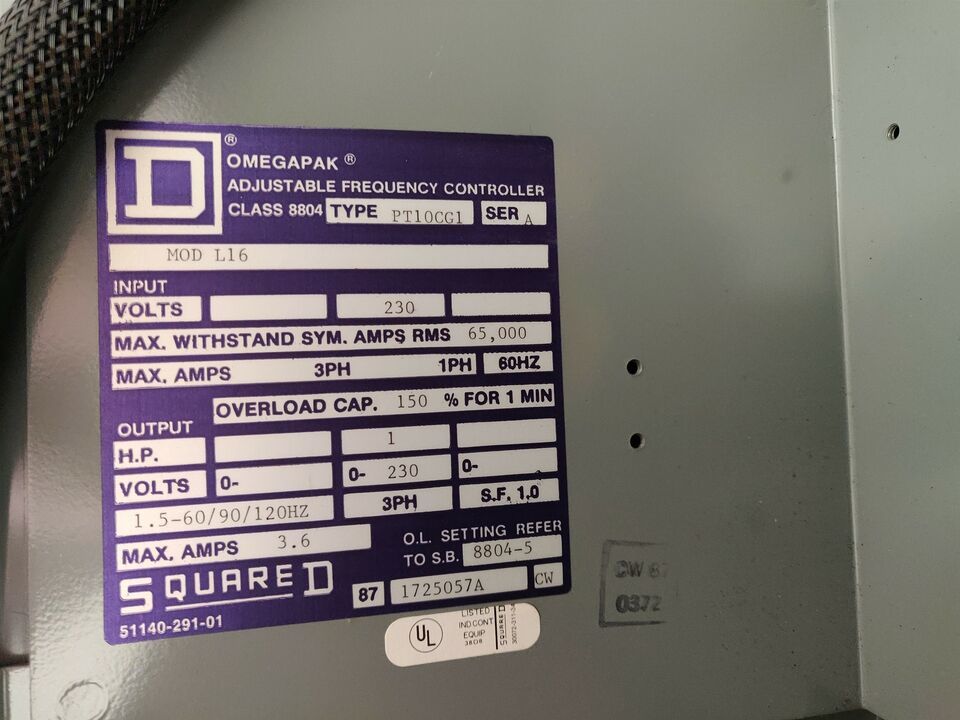 D ®
OMEGAPAK ®
ADJUSTABLE FREQUENCY CONTROLLER
CLASS 8804 TYPE PT10CG1 SER A
MOD L16
INPUT
VOLTS 230
MAX. WITHSTAND SYM. AMPS RMS 65,000
MAX. AMPS 3PH 1PH 60HZ
OVERLOAD CAP. 150 % FOR 1 MIN
OUTPUT
H.P. 1
VOLTS 0- 0- 230 0-
1.5-60/90/120HZ 3PH S.F. 1.0
MAX. AMPS 3.6
O.L. SETTING REFER
TO S.B. 8804-5
SQUARE D
87 1725057A CW
51140-291-01
UL
LISTED
IND.CONT
EQUIP
SQUARE D
CW 87
0372